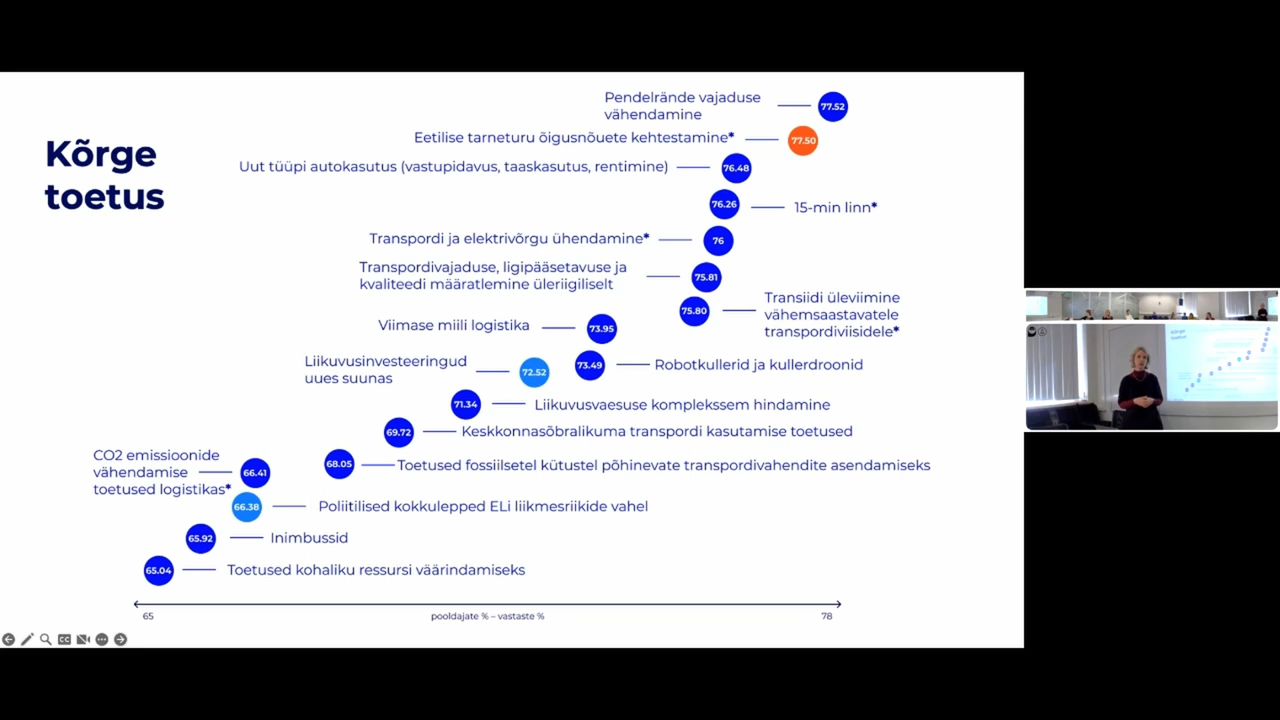 Kõrge
toetus
Pendelrände vajaduse
vähendamine
77.52
Eetilise tarneturu õigusnõuete kehtestamine*
77.50
Uut tüüpi autokasutus (vastupidavus, taaskasutus, rentimine)
76.48
76.26
15-min linn*
Transpordi ja elektrivõrgu ühendamine*
76
Transpordivajaduse, ligipääsetavuse ja
kvaliteedi määratlemine üleriigiliselt
75.81
75.80
Transiidi üleviimine
vähemsaastavatele
transpordiviisidele*
Viimase miili logistika
73.95
73.49
Robotkullerid ja kullerdroonid
Liikuvusinvesteeringud
uues suunas
72.52
71.34
Liikuvusvaesuse komplekssem hindamine
69.72
Keskkonnasõbralikuma transpordi kasutamise toetused
68.05
Toetused fossiilsetel kütustel põhinevate transpordivahendite asendamiseks
CO2 emissioonide
vähendamise
toetused logistikas*
66.41
66.38
Poliitilised kokkulepped ELi liikmesriikide vahel
65.92
Inimbussid
65.04
Toetused kohaliku ressursi väärindamiseks
65
pooldajate % – vastaste %
78
CC
Kõrge
toetus